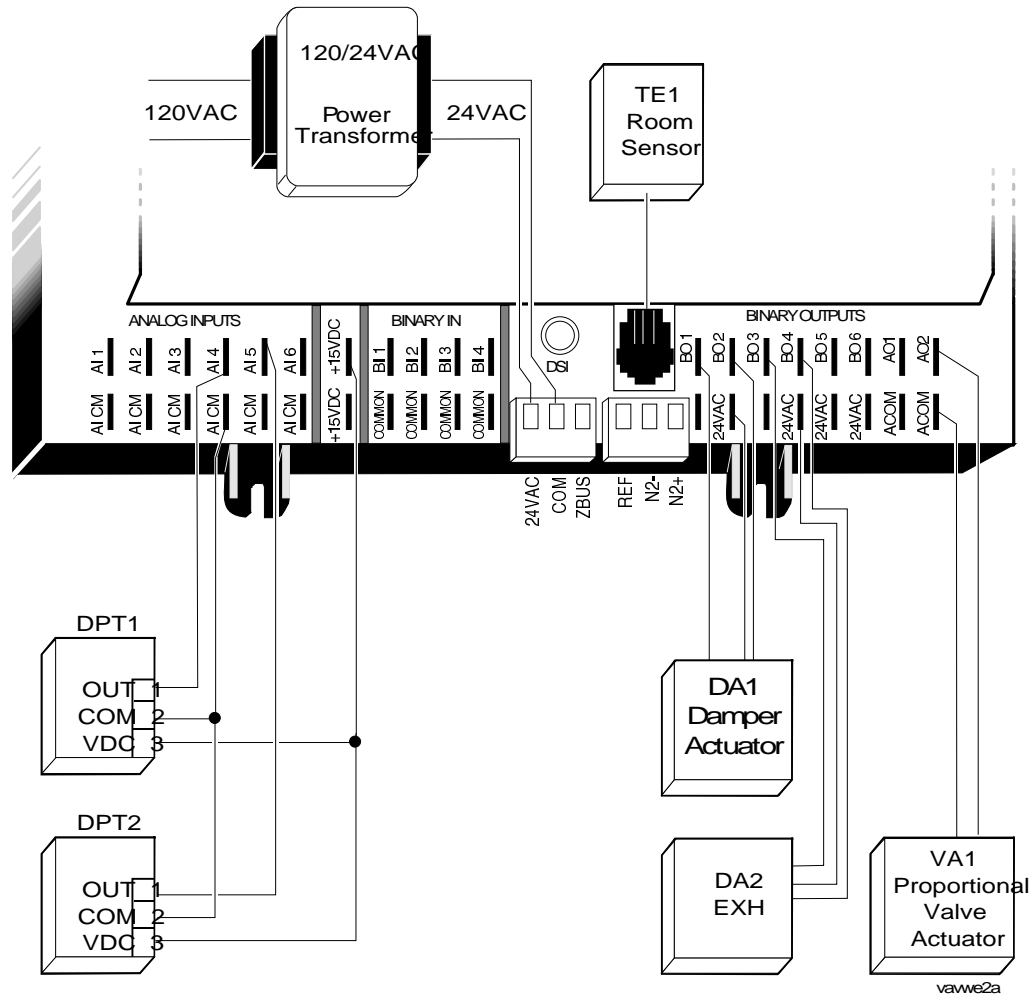 120/24VAC
Power
Transformer
120VAC
24VAC
TE1
Room
Sensor
ANALOG INPUTS
BINARY IN
BINARY OUTPUTS
AI 1
AI 2
AI 3
AI 4
AI 5
AI 6
+15VDC
BI 1
BI 2
BI 3
BI 4
DSI
BO 1
BO 2
BO 3
BO 4
BO 5
BO 6
AO1
AO2
AI CM
AI CM
AI CM
AI CM
AI CM
AI CM
+15VDC
COMMON
COMMON
COMMON
COMMON
24VAC
24VAC
24VAC
24VAC
ACOM
ACOM
24VAC
COM
ZBUS
REF
N2-
N2+
DPT1
OUT 1
COM 2
VDC 3
DPT2
OUT 1
COM 2
VDC 3
DA1
Damper
Actuator
DA2
EXH
VA1
Proportional
Valve
Actuator
vavwe2a